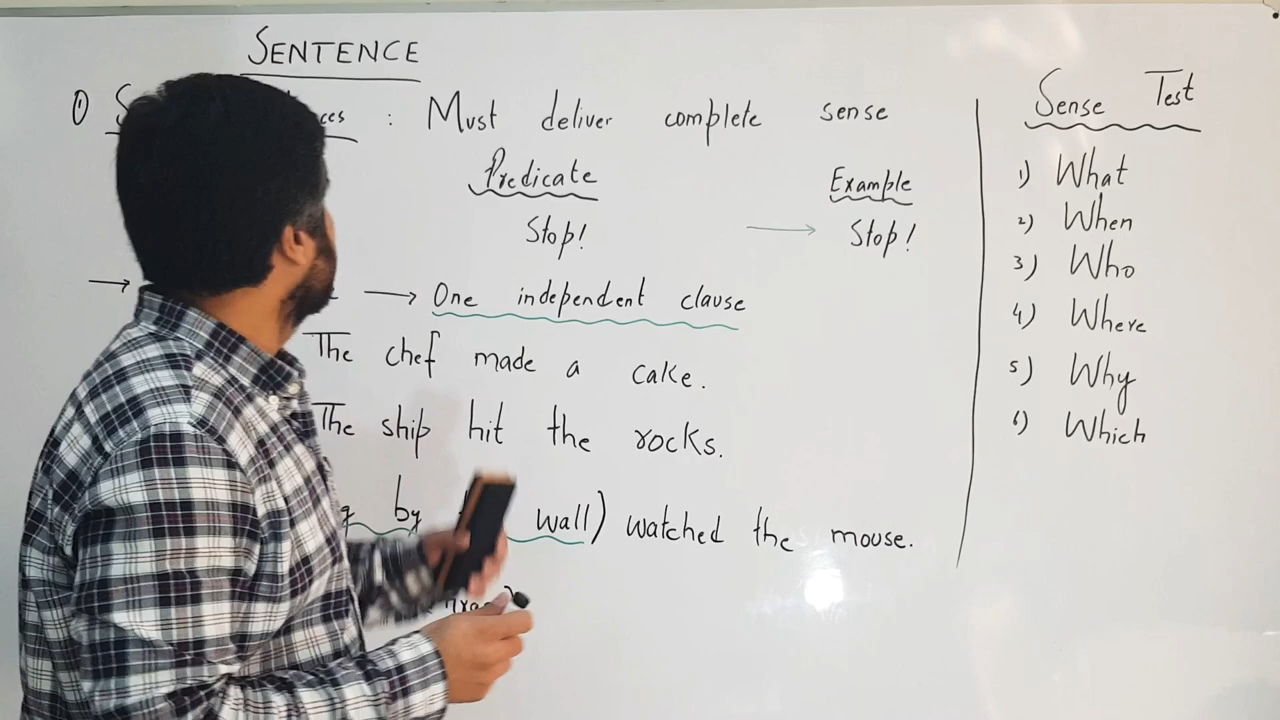 SENTENCE
① : Must deliver complete sense
Predicate Example
Stop! → Stop!
→ → One independent clause
The chef made a cake.
The ship hit the rocks.
by wall) watched the mouse.
Sense Test
1) What
2) When
3) Who
4) Where
5) Why
6) Which